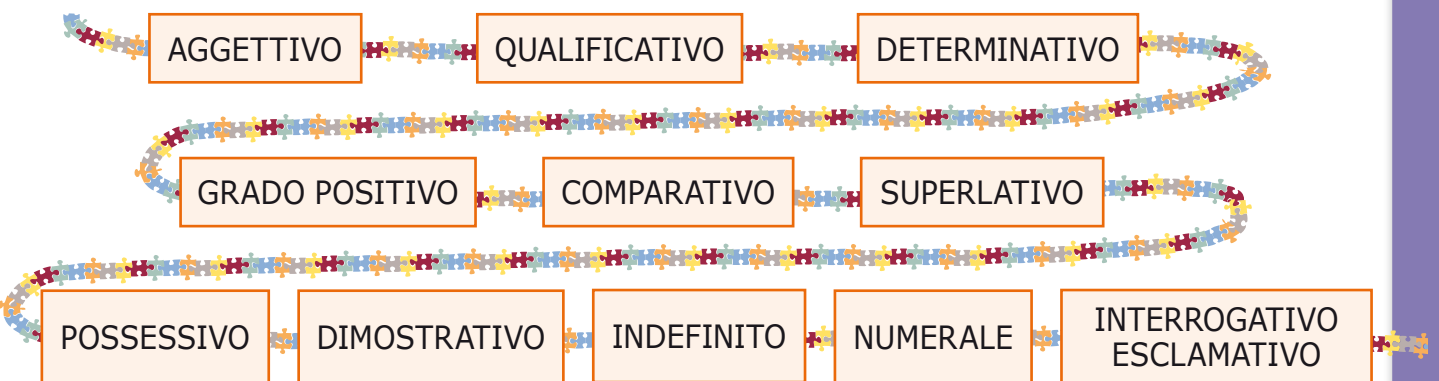 AGGETTIVO QUALIFICATIVO DETERMINATIVO
GRADO POSITIVO COMPARATIVO SUPERLATIVO
POSSESSIVO DIMOSTRATIVO INDEFINITO NUMERALE INTERROGATIVO
ESCLAMATIVO